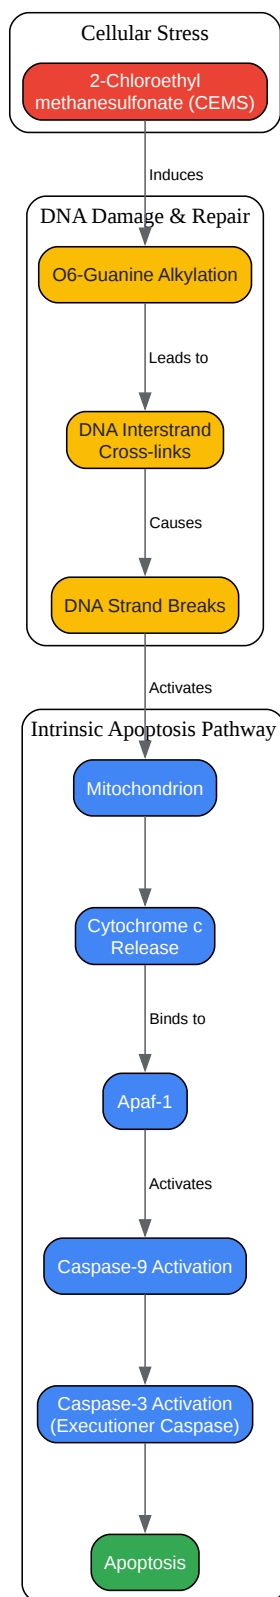 Cellular Stress
2-Chloroethyl
methanesulfonate (CEMS)
Induces
DNA Damage & Repair
O6-Guanine Alkylation
Leads to
DNA Interstrand
Cross-links
Causes
DNA Strand Breaks
Activates
Intrinsic Apoptosis Pathway
Mitochondrion
Cytochrome c
Release
Binds to
Apaf-1
Activates
Caspase-9 Activation
Caspase-3 Activation
(Executioner Caspase)
Apoptosis